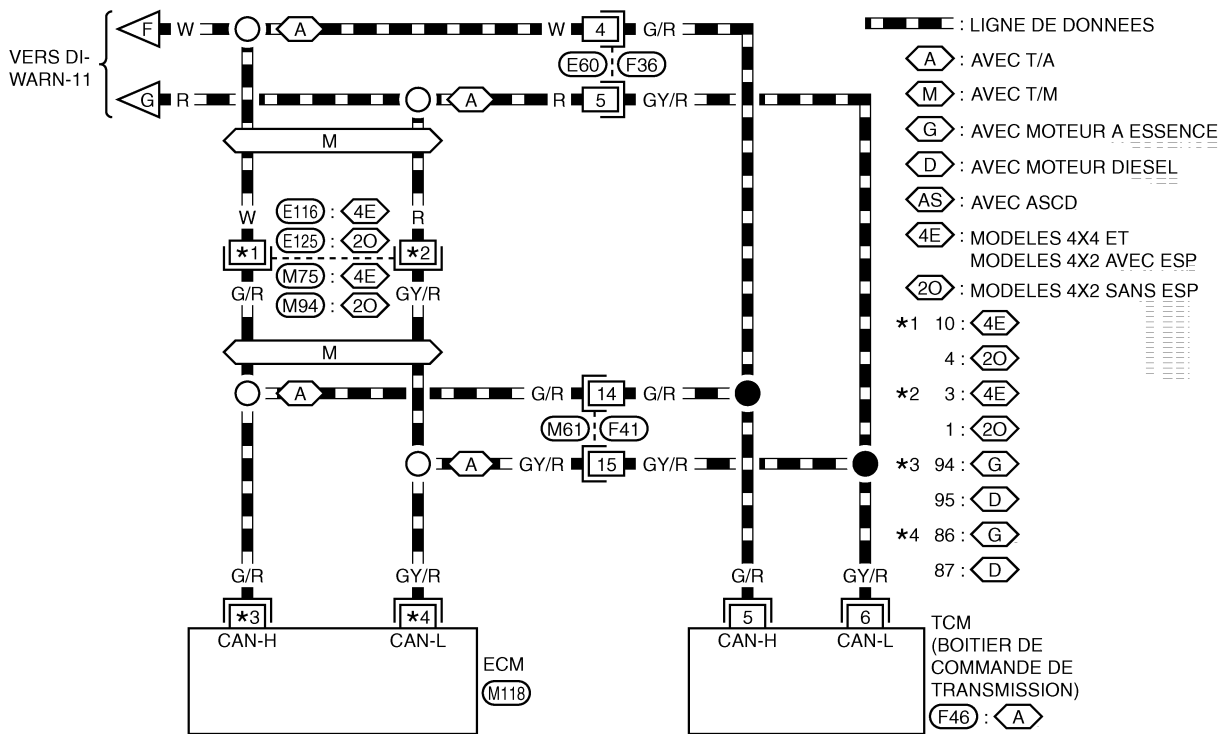 F W A W 4 G/R : LIGNE DE DONNEES
VERS DI-
WARN-11
E60 F36 A : AVEC T/A
G R A R 5 GY/R M : AVEC T/M
M G : AVEC MOTEUR A ESSENCE
D : AVEC MOTEUR DIESEL
W E116 : 4E R AS : AVEC ASCD
*1 E125 : 2O *2 4E : MODELES 4X4 ET
MODELES 4X2 AVEC ESP
G/R M75 : 4E GY/R
M94 : 2O 2O : MODELES 4X2 SANS ESP
*1 10 : 4E
M 4 : 2O
A G/R 14 G/R *2 3 : 4E
M61 F41 1 : 2O
A GY/R 15 GY/R *3 94 : G
95 : D
*4 86 : G
G/R GY/R G/R GY/R 87 : D
*3 *4 5 6
CAN-H CAN-L CAN-H CAN-L
ECM
M118
TCM
(BOITIER DE
COMMANDE DE
TRANSMISSION)
F46 : A